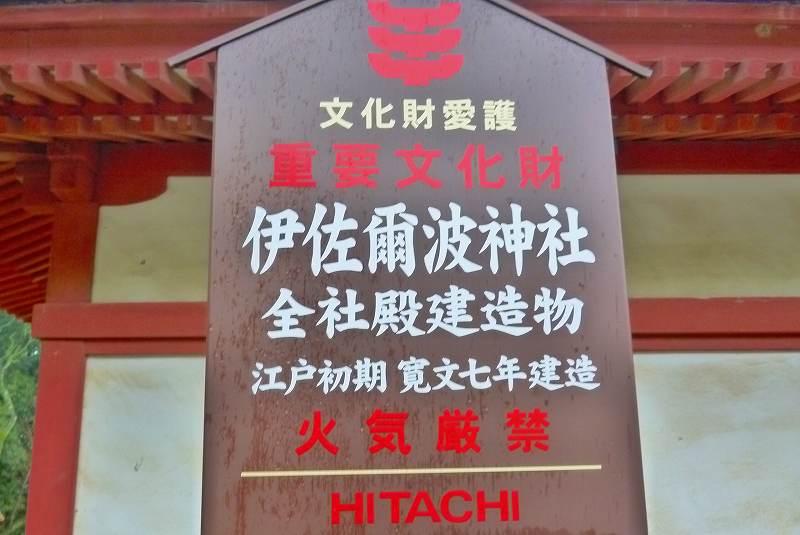 文化財愛護
重要文化財
伊佐爾波神社
全社殿建造物
江戸初期 寛文七年建造
火気厳禁
HITACHI